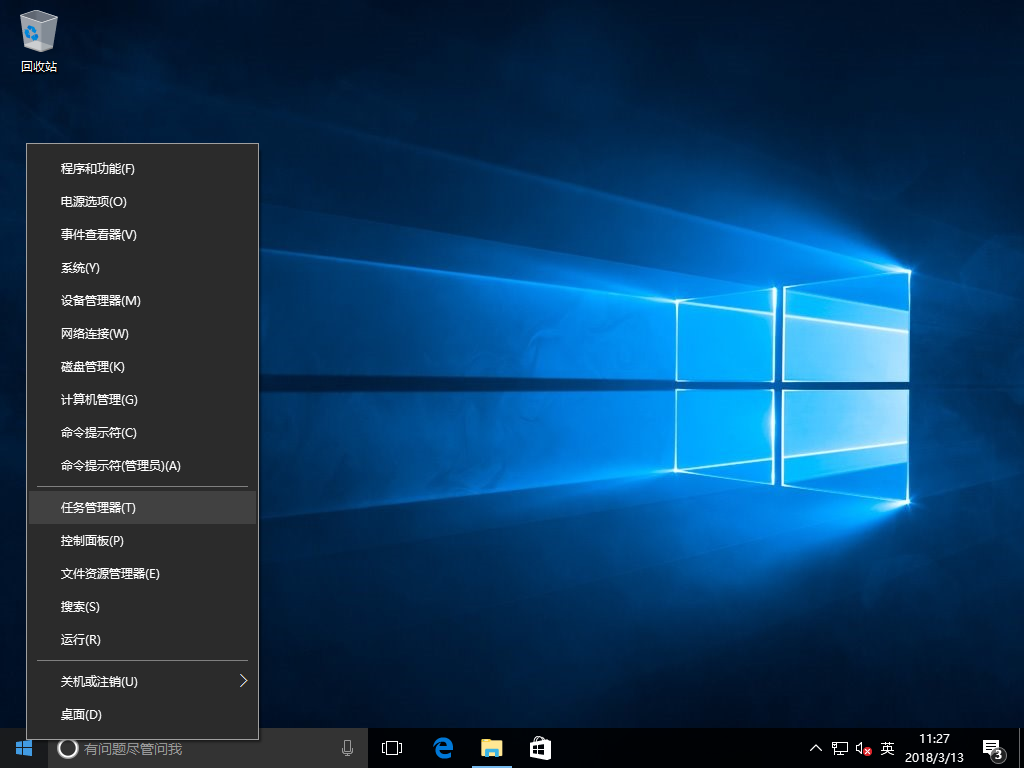 回收站
程序和功能(F)
电源选项(O)
事件查看器(V)
系统(Y)
设备管理器(M)
网络连接(W)
磁盘管理(K)
计算机管理(G)
命令提示符(C)
命令提示符(管理员)(A)
任务管理器(T)
控制面板(P)
文件资源管理器(E)
搜索(S)
运行(R)
关机或注销(U)
桌面(D)
有问题尽管问我
英
11:27
2018/3/13
3